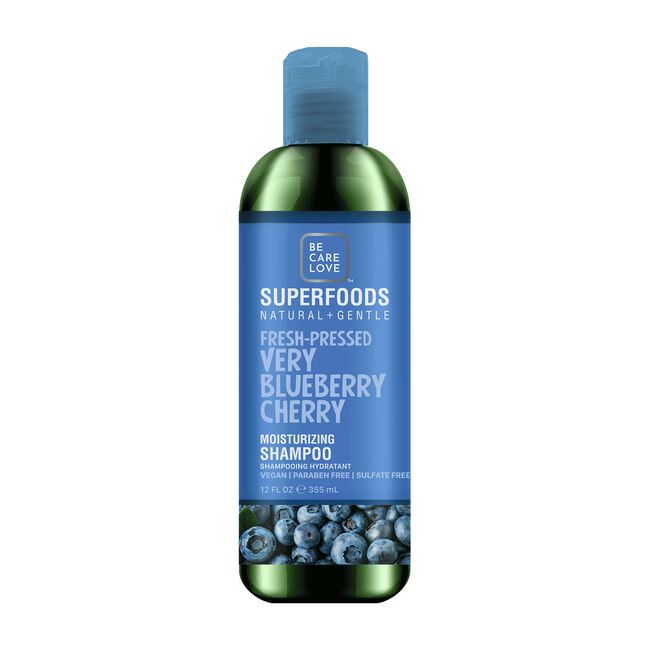 BE
CARE
LOVE
TM
SUPERFOODS
NATURAL + GENTLE
FRESH-PRESSED
VERY
BLUEBERRY
CHERRY
MOISTURIZING
SHAMPOO
SHAMPOOING HYDRATANT
VEGAN | PARABEN FREE | SULFATE FREE
12 FL OZ ℮ 355 mL